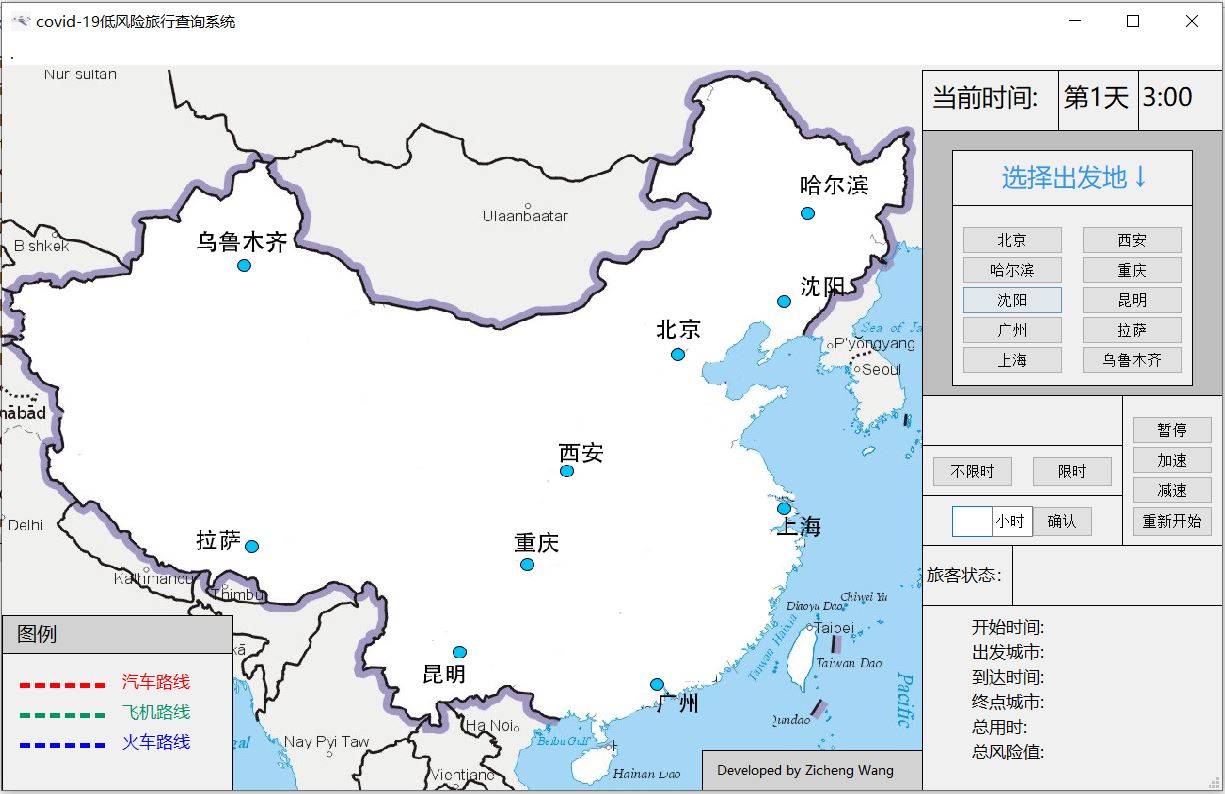 covid-19低风险旅行查询系统
Nur sultan
当前时间: 第1天 3:00
选择出发地↓
哈尔滨
Ulaanbaatar
乌鲁木齐
B shkek
北京 西安
哈尔滨 重庆
沈阳 昆明
广州 拉萨
上海 乌鲁木齐
沈阳
北京
Sea of Ja
P'yongyang
Seoul
nābād
西安
暂停
加速
减速
重新开始
不限时 限时
小时 确认
上海
Delhi
拉萨
重庆
旅客状态:
Thimbu
Chiwei Yu
Diaoyu Dao
Taipei
Taiwan Haixia
Taiwan Dao
Pacific
Qundao
开始时间:
出发城市:
到达时间:
终点城市:
总用时:
总风险值:
图例
汽车路线
飞机路线
火车路线
kā
gal
昆明
广州
Ha Noi
Nay Pyi Taw
Beibu Gulf
Vientiane
Hainan Dao
Developed by Zicheng Wang